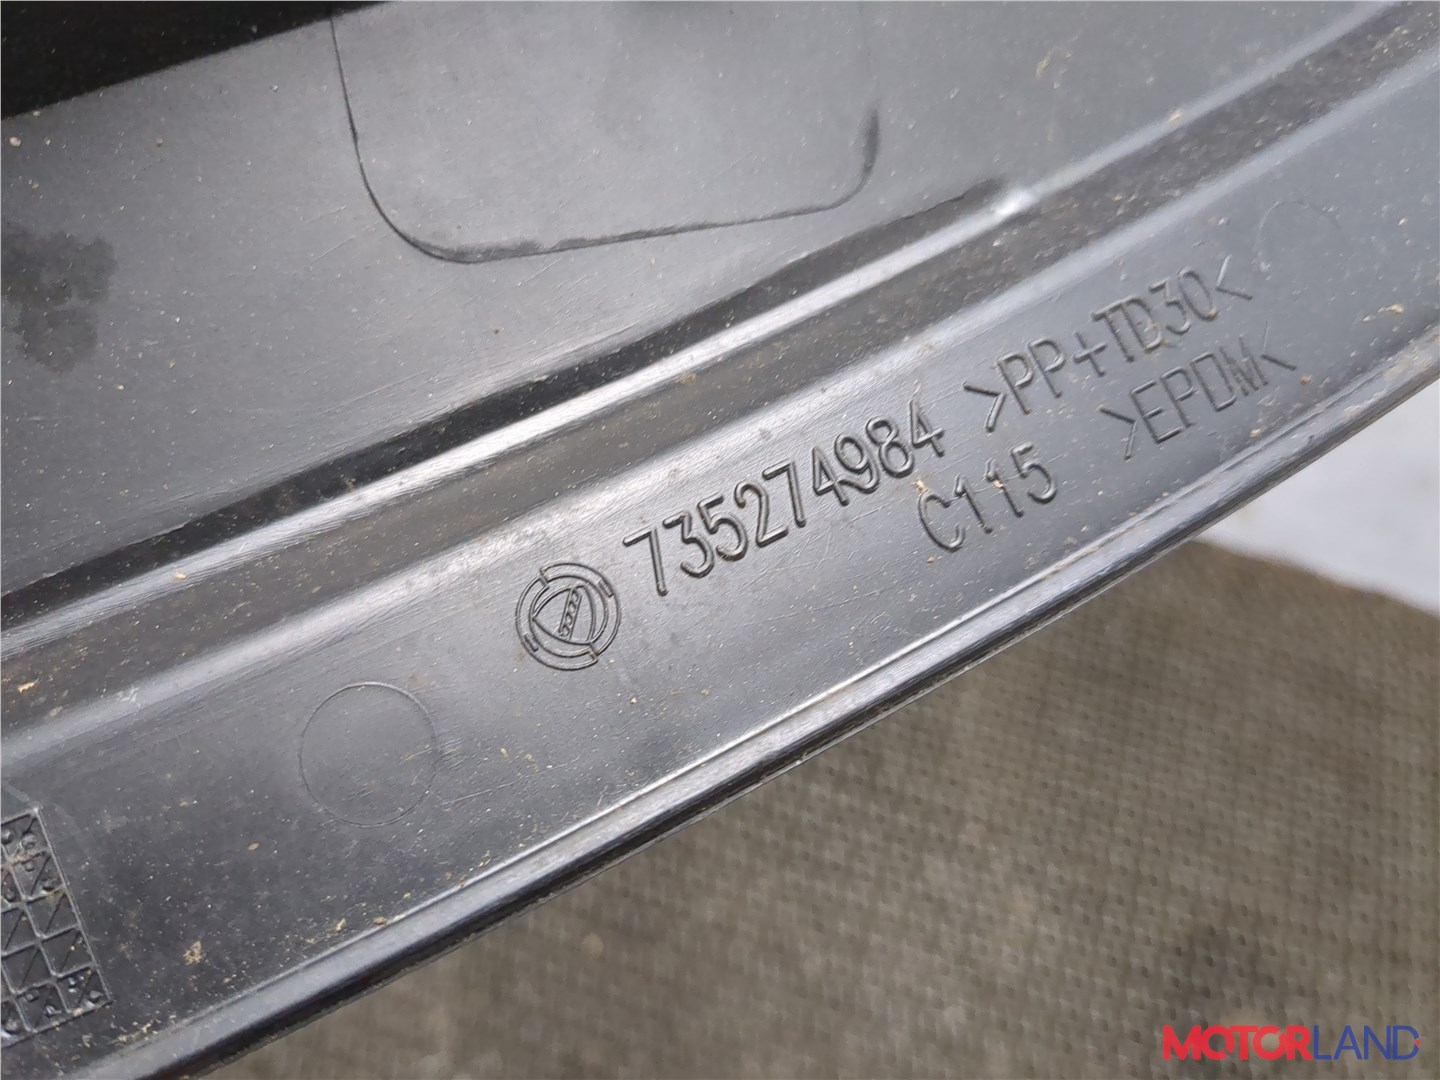 735274984 >PP+TD30<
C115 >EPDM<
MOTORLAND